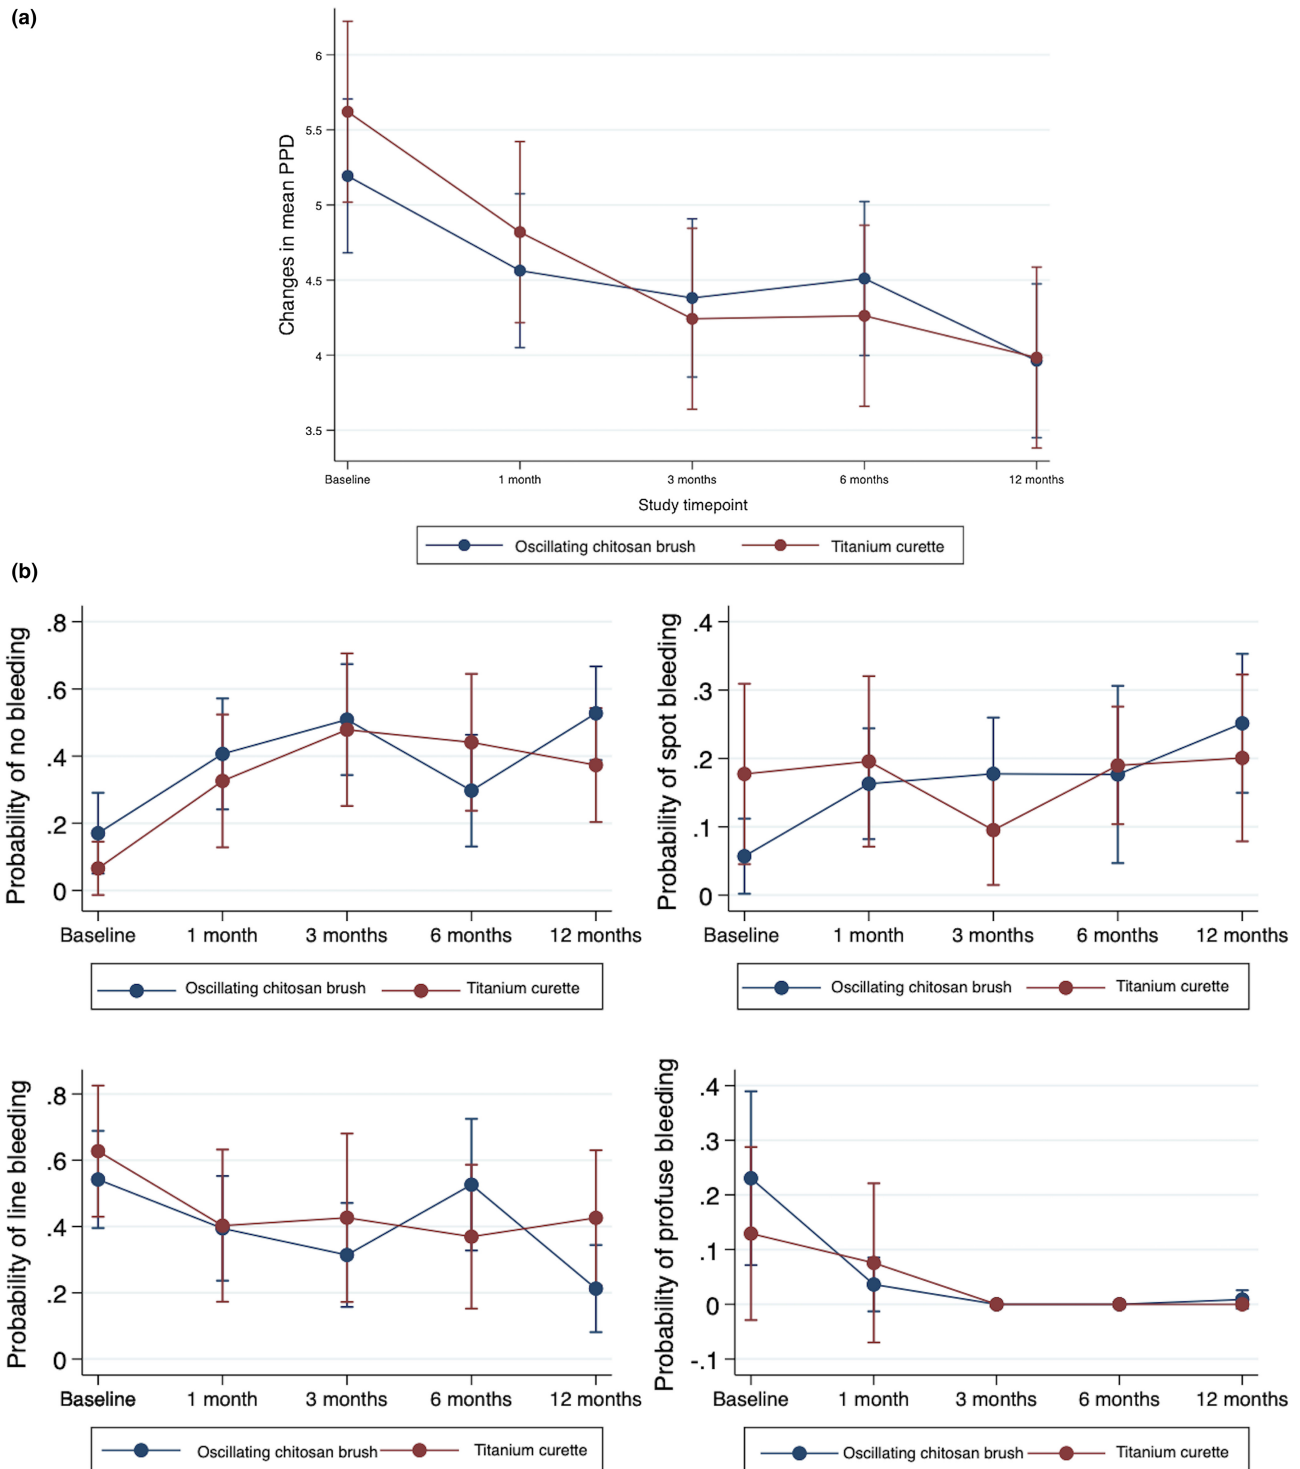 (a)
Changes in mean PPD
6
5.5
5
4.5
4
3.5
Baseline 1 month 3 months 6 months 12 months
Study timepoint
Oscillating chitosan brush Titanium curette
(b)
Probability of no bleeding
.8
.6
.4
.2
0
Baseline 1 month 3 months 6 months 12 months
Oscillating chitosan brush Titanium curette
Probability of spot bleeding
.4
.3
.2
.1
0
Baseline 1 month 3 months 6 months 12 months
Oscillating chitosan brush Titanium curette
Probability of line bleeding
.8
.6
.4
.2
0
Baseline 1 month 3 months 6 months 12 months
Oscillating chitosan brush Titanium curette
Probability of profuse bleeding
.4
.3
.2
.1
0
-.1
Baseline 1 month 3 months 6 months 12 months
Oscillating chitosan brush Titanium curette